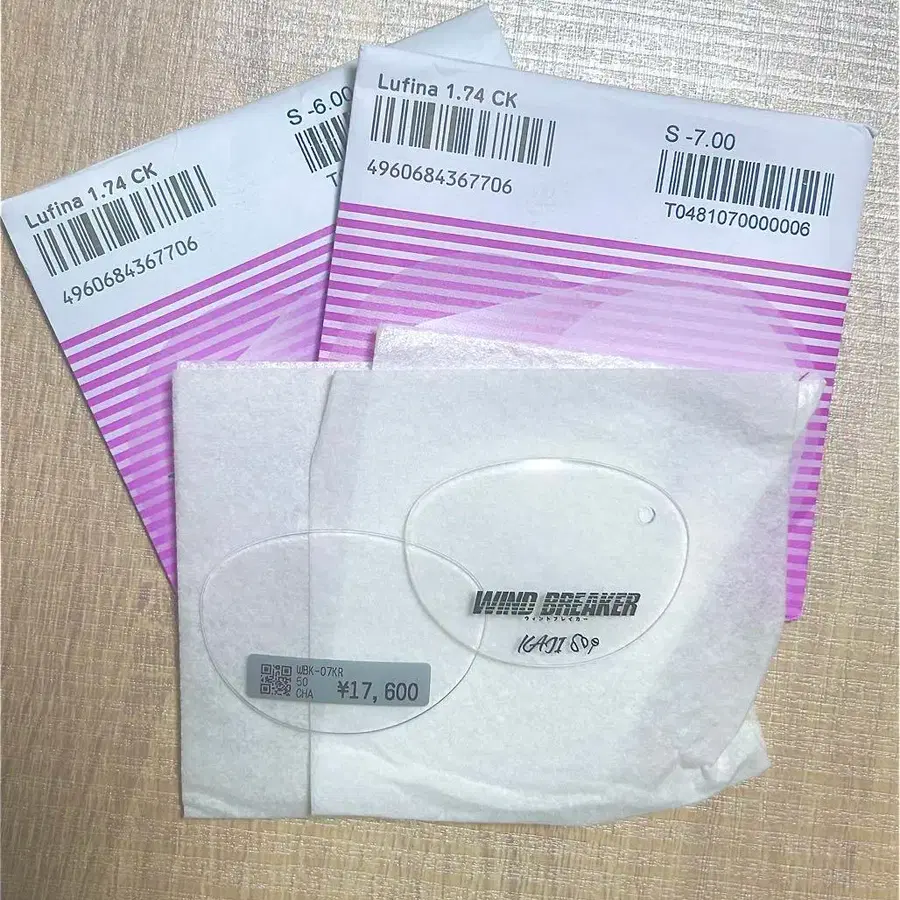 Lufina 1.74 CK
4960684367706
S -6.00
Lufina 1.74 CK
4960684367706
S -7.00
T0481070000006
WIND BREAKER
ウィンドブレイカー
KAJI
WBK-07KR
50
CHA
¥17,600